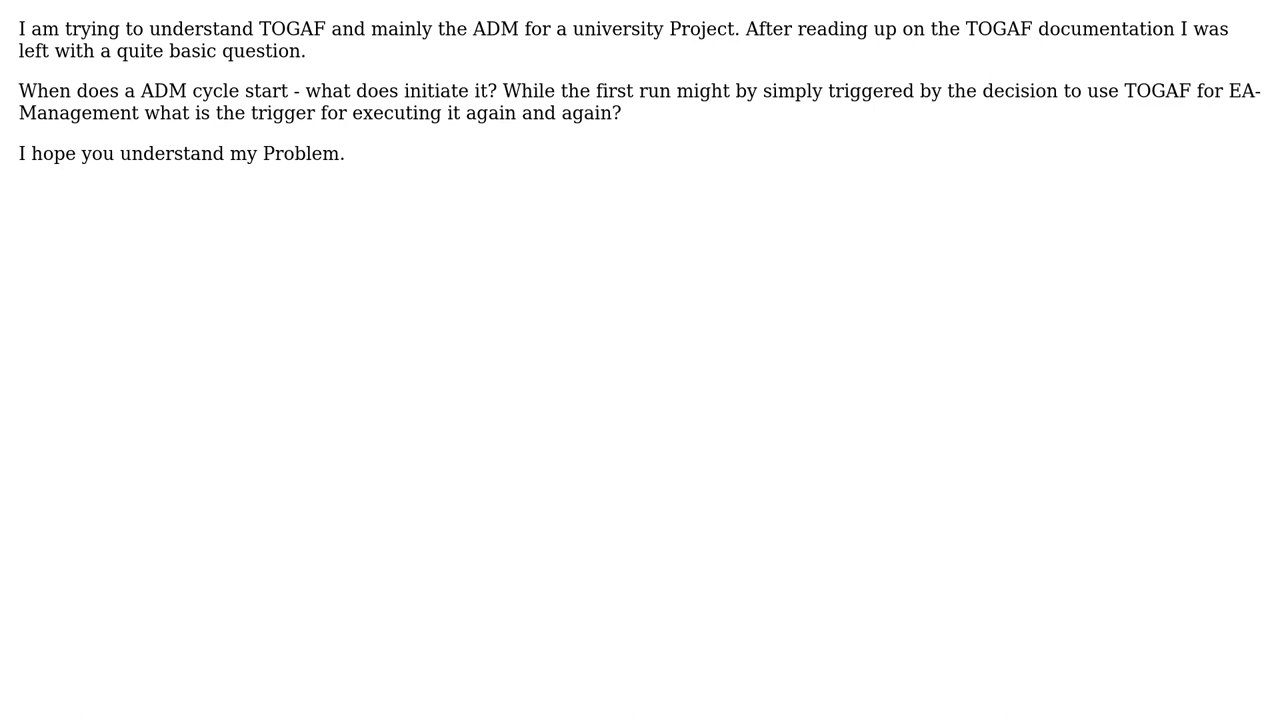 I am trying to understand TOGAF and mainly the ADM for a university Project. After reading up on the TOGAF documentation I was
left with a quite basic question.
When does a ADM cycle start - what does initiate it? While the first run might by simply triggered by the decision to use TOGAF for EA-
Management what is the trigger for executing it again and again?
I hope you understand my Problem.